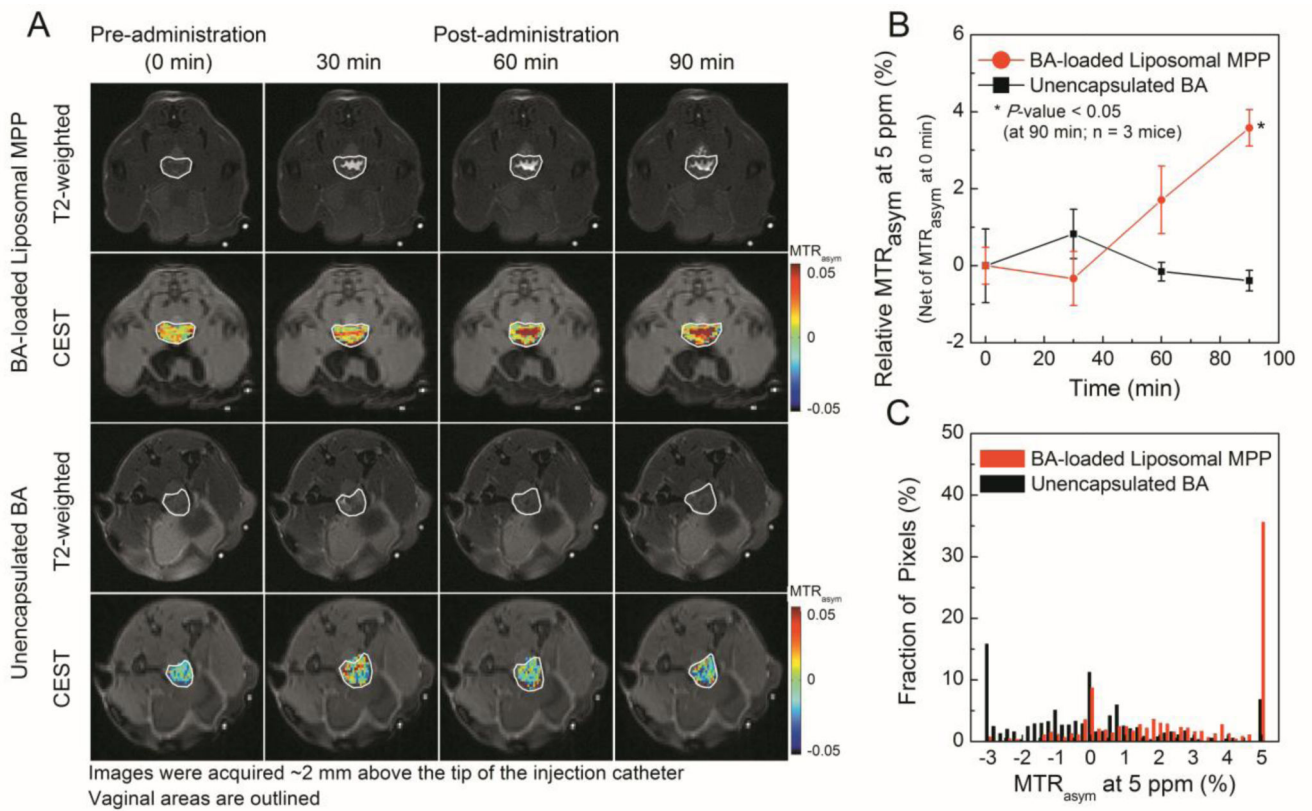 A
Pre-administration
Post-administration
(0 min)
30 min
60 min
90 min
BA-loaded Liposomal MPP
T2-weighted
CEST
MTRasym
0.05
0
-0.05
Unencapsulated BA
T2-weighted
CEST
MTRasym
0.05
0
-0.05
Images were acquired ~2 mm above the tip of the injection catheter
Vaginal areas are outlined
B
Relative MTRasym at 5 ppm (%)
(Net of MTRasym at 0 min)
6
4
2
0
-2
BA-loaded Liposomal MPP
Unencapsulated BA
* P-value < 0.05
(at 90 min; n = 3 mice)
*
0 20 40 60 80 100
Time (min)
C
Fraction of Pixels (%)
50
40
30
20
10
0
BA-loaded Liposomal MPP
Unencapsulated BA
-3 -2 -1 0 1 2 3 4 5
MTRasym at 5 ppm (%)